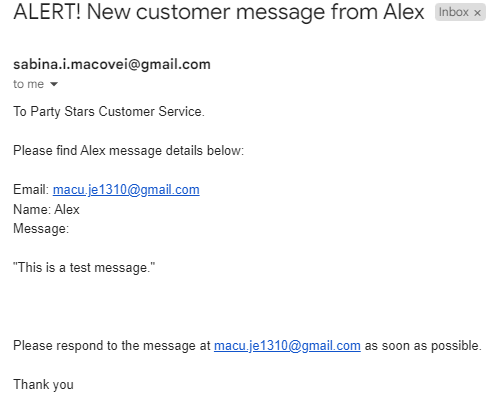 ALERT! New customer message from Alex Inbox ×
sabina.i.macovei@gmail.com
to me
To Party Stars Customer Service.
Please find Alex message details below:
Email: macu.je1310@gmail.com
Name: Alex
Message:
"This is a test message."
Please respond to the message at macu.je1310@gmail.com as soon as possible.
Thank you